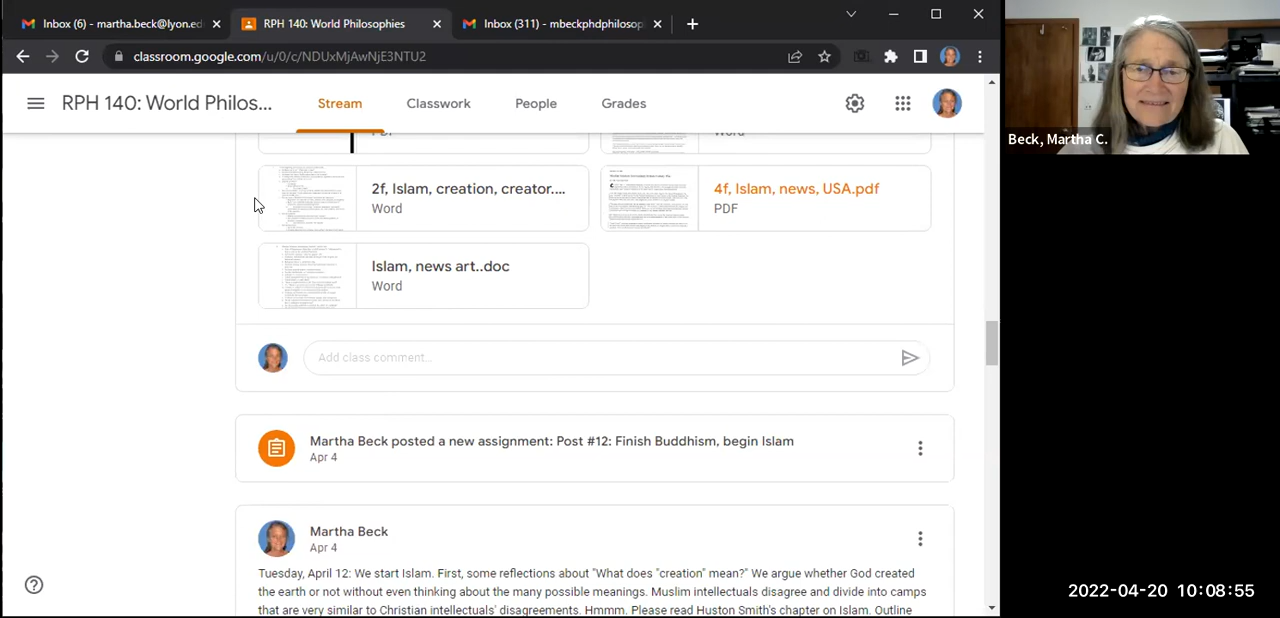 Inbox (6) - martha.beck@lyon.ed
RPH 140: World Philosophies
Inbox (311) - mbeckphdphilosop
classroom.google.com/u/0/c/NDUxMjAwNjE3NTU2
RPH 140: World Philos...
Stream
Classwork
People
Grades
Beck, Martha C.
PDF
Word
2f, Islam, creation, creator,...
Word
4f, Islam, news, USA.pdf
PDF
Islam, news art..doc
Word
Add class comment...
Martha Beck posted a new assignment: Post #12: Finish Buddhism, begin Islam
Apr 4
Martha Beck
Apr 4
Tuesday, April 12: We start Islam. First, some reflections about "What does "creation" mean?" We argue whether God created
the earth or not without even thinking about the many possible meanings. Muslim intellectuals disagree and divide into camps
that are very similar to Christian intellectuals' disagreements. Hmmm. Please read Huston Smith's chapter on Islam. Outline
2022-04-20 10:08:55